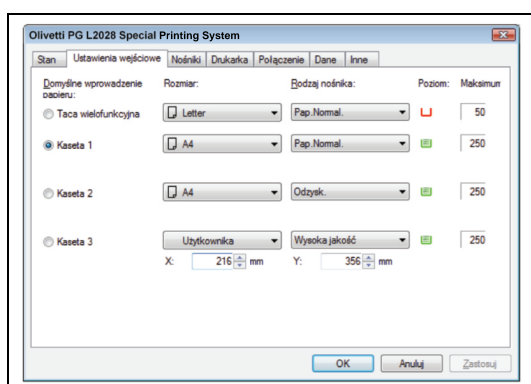 Olivetti PG L2028 Special Printing System
Stan Ustawienia wejściowe Nośniki Drukarka Połączenie Dane Inne
Domyślne wprowadzenie papieru: Rozmiar: Rodzaj nośnika: Poziom: Maksimum
Taca wielofunkcyjna Letter Pap.Normal. 50
Kaseta 1 A4 Pap.Normal. 250
Kaseta 2 A4 Odzysk. 250
Kaseta 3 Użytkownika Wysoka jakość 250
X: 216 mm Y: 356 mm
OK Anuluj Zastosuj